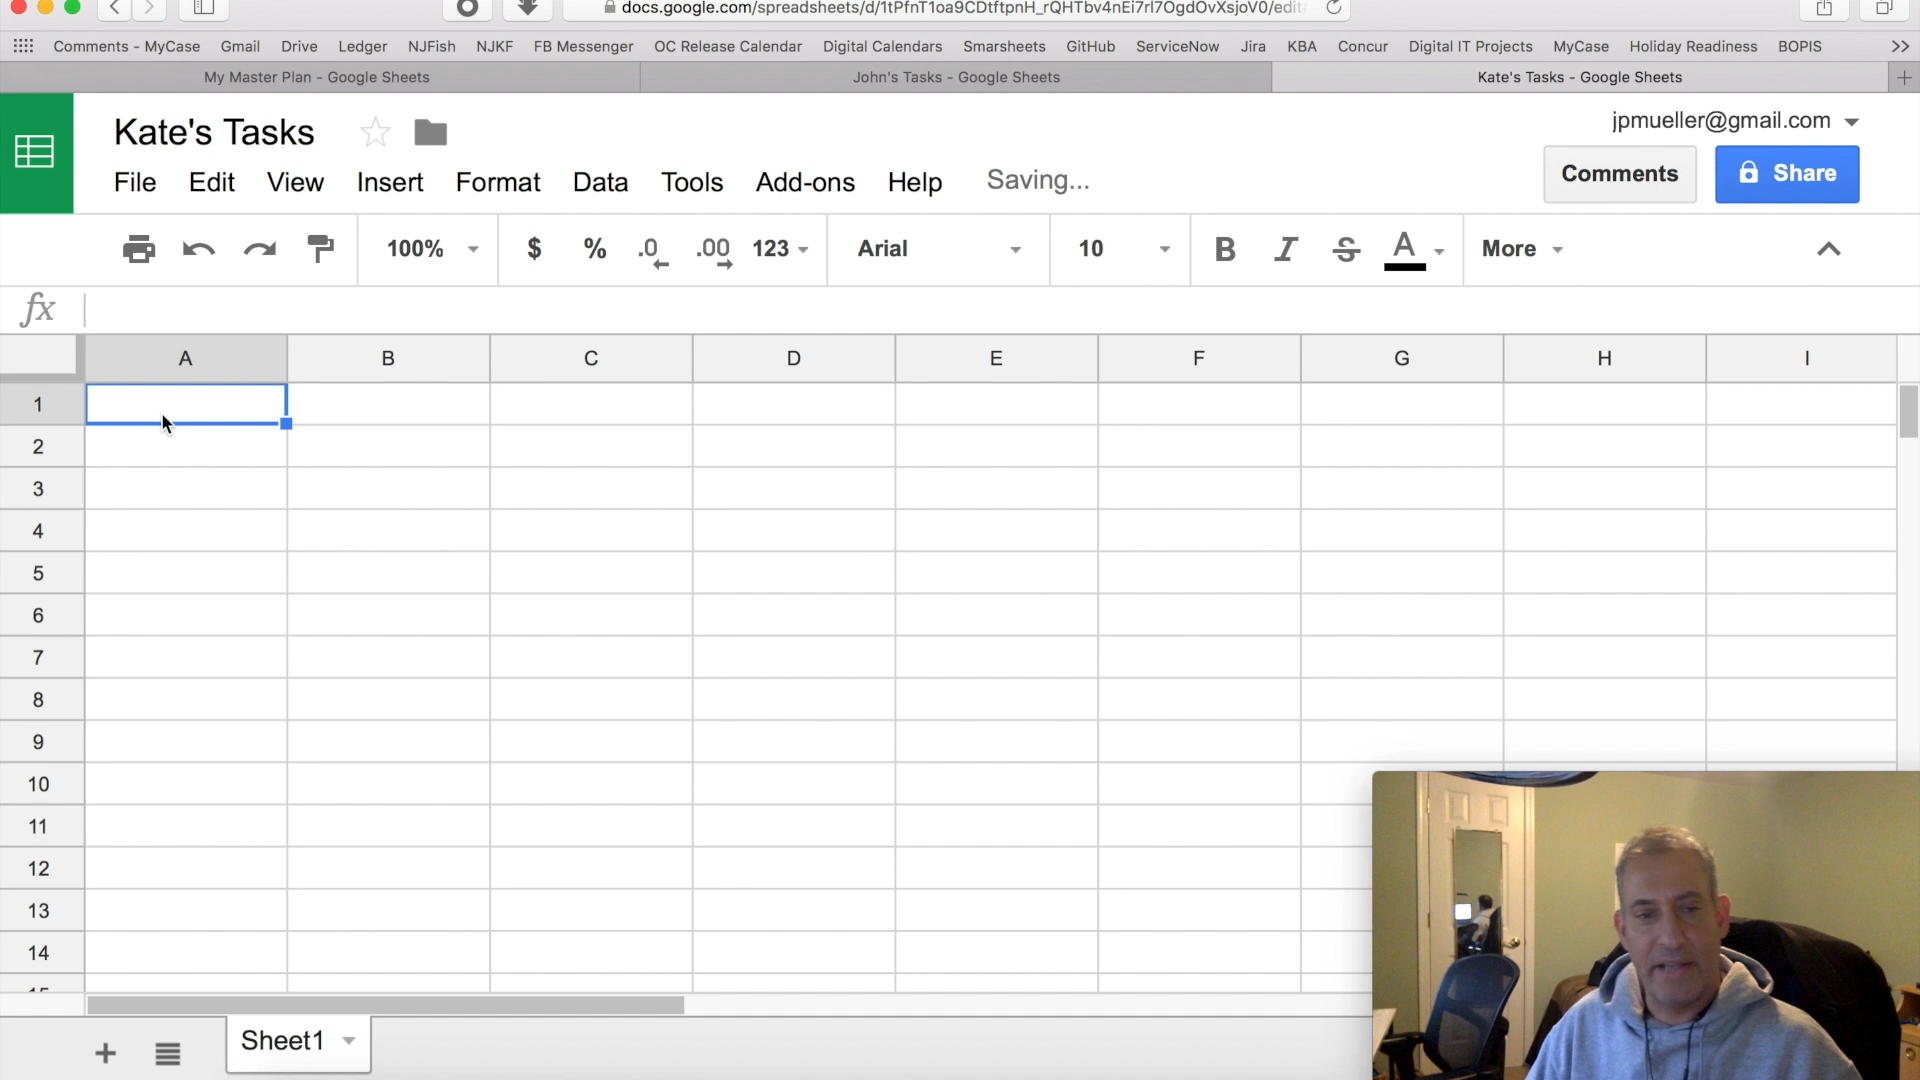 docs.google.com/spreadsheets/d/1tPfnT1oa9CDtftpnH_rQHTbv4nEi7rl7OgdOvXsjoV0/edit
Comments - MyCase Gmail Drive Ledger NJFish NJKF FB Messenger OC Release Calendar Digital Calendars Smarsheets GitHub ServiceNow Jira KBA Concur Digital IT Projects MyCase Holiday Readiness BOPIS >>
My Master Plan - Google Sheets John's Tasks - Google Sheets Kate's Tasks - Google Sheets +
Kate's Tasks jpmueller@gmail.com
File Edit View Insert Format Data Tools Add-ons Help Saving... Comments Share
100% $ % .0 .00 123 Arial 10 B I S A More
fx
A B C D E F G H I
1
2
3
4
5
6
7
8
9
10
11
12
13
14
15
+ Sheet1